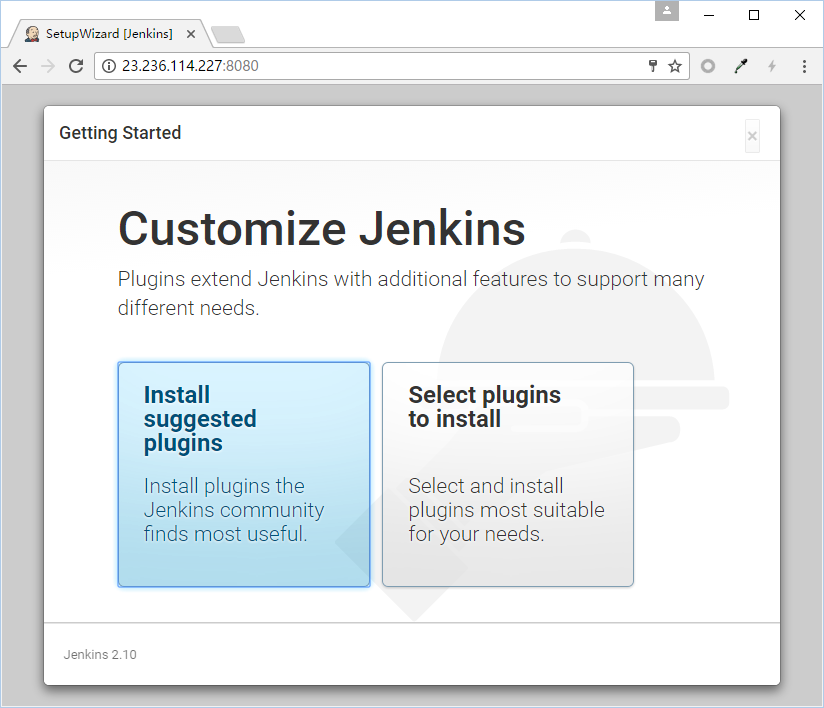 SetupWizard [Jenkins]
23.236.114.227:8080
Getting Started
Customize Jenkins
Plugins extend Jenkins with additional features to support many
different needs.
Install
suggested
plugins
Install plugins the
Jenkins community
finds most useful.
Select plugins
to install
Select and install
plugins most suitable
for your needs.
Jenkins 2.10